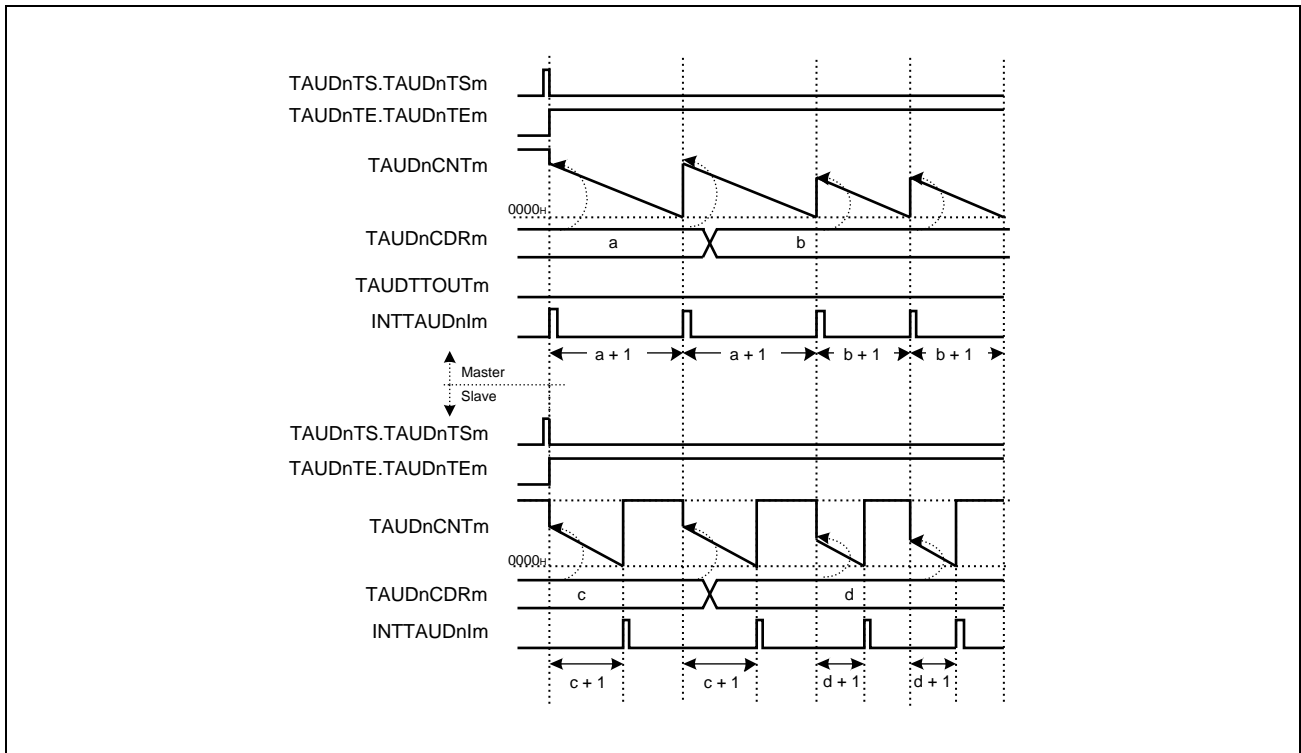 TAUDnTS.TAUDnTSm
TAUDnTE.TAUDnTEm
TAUDnCNTm
0000H
TAUDnCDRm
a
b
TAUDTTOUTm
INTTAUDnIm
a + 1
a + 1
b + 1
b + 1
Master
Slave
TAUDnTS.TAUDnTSm
TAUDnTE.TAUDnTEm
TAUDnCNTm
0000H
TAUDnCDRm
c
d
INTTAUDnIm
c + 1
c + 1
d + 1
d + 1